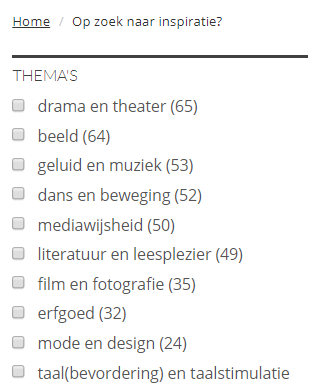 Home / Op zoek naar inspiratie?
THEMA'S
drama en theater (65)
beeld (64)
geluid en muziek (53)
dans en beweging (52)
mediawijsheid (50)
literatuur en leesplezier (49)
film en fotografie (35)
erfgoed (32)
mode en design (24)
taal(bevordering) en taalstimulatie